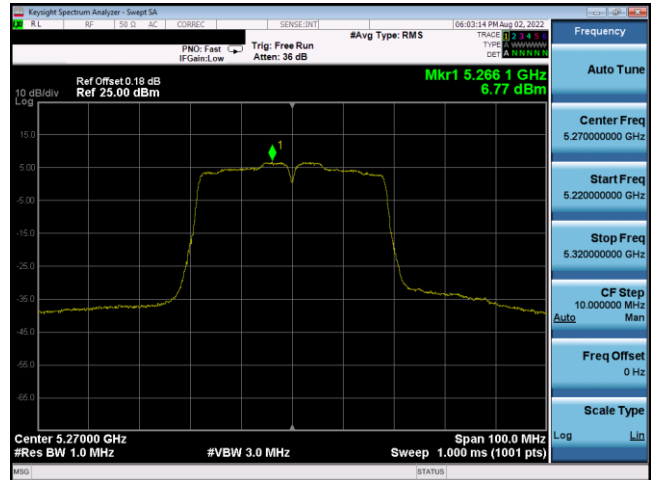 Keysight Spectrum Analyzer - Swept SA
LXI RL RF 50 Ω AC CORREC SENSE:INT 06:03:14 PM Aug 02, 2022
#Avg Type: RMS TRACE 1 2 3 4 5 6
PNO: Fast Trig: Free Run TYPE A WWWWW
IFGain:Low Atten: 36 dB DET A N N N N N
Mkr1 5.266 1 GHz
Ref Offset 0.18 dB
10 dB/div Ref 25.00 dBm 6.77 dBm
Log
1
15.0
5.00
-5.00
-15.0
-25.0
-35.0
-45.0
-55.0
-65.0
Center 5.27000 GHz Span 100.0 MHz
#Res BW 1.0 MHz #VBW 3.0 MHz Sweep 1.000 ms (1001 pts)
MSG STATUS
Frequency
Auto Tune
Center Freq
5.270000000 GHz
Start Freq
5.220000000 GHz
Stop Freq
5.320000000 GHz
CF Step
10.000000 MHz
Auto Man
Freq Offset
0 Hz
Scale Type
Log Lin